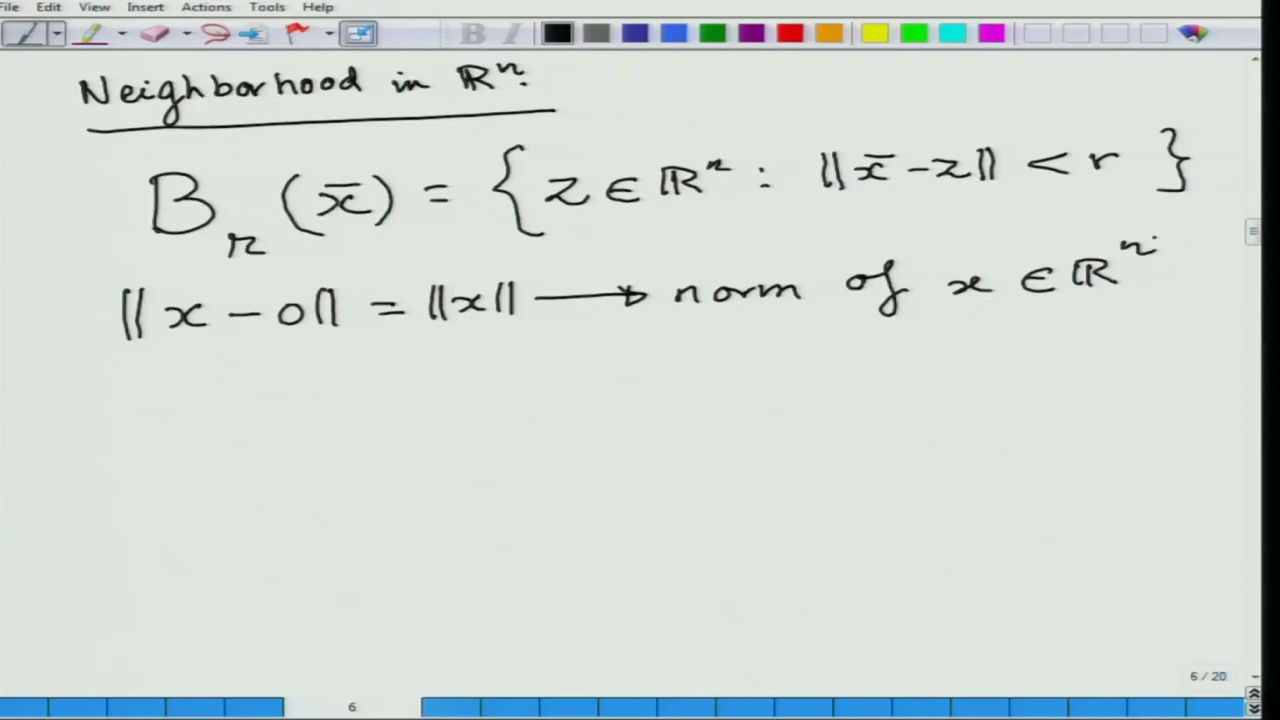 File Edit View Insert Actions Tools Help
B I
Neighborhood in ℝⁿ:
B_r (x̄) = { z ∈ ℝⁿ : ‖x̄ - z‖ < r }
‖x - 0‖ = ‖x‖ → norm of x ∈ ℝⁿ
6 / 20
6